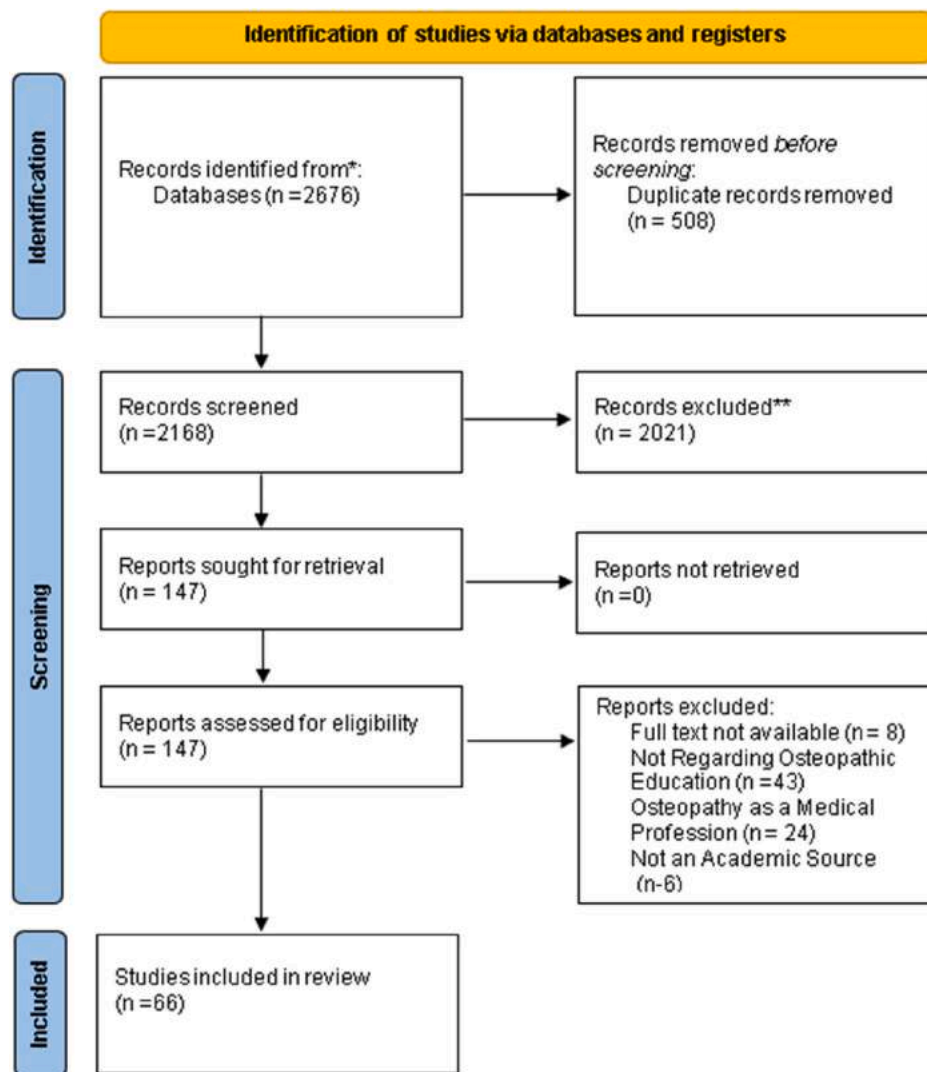 Identification of studies via databases and registers
Identification
Records identified from*:
Databases (n =2676)
Records removed before
screening:
Duplicate records removed
(n = 508)
Screening
Records screened
(n =2168)
Records excluded**
(n = 2021)
Reports sought for retrieval
(n = 147)
Reports not retrieved
(n =0)
Reports assessed for eligibility
(n = 147)
Reports excluded:
Full text not available (n= 8)
Not Regarding Osteopathic
Education (n =43)
Osteopathy as a Medical
Profession (n= 24)
Not an Academic Source
(n-6)
Included
Studies included in review
(n =66)